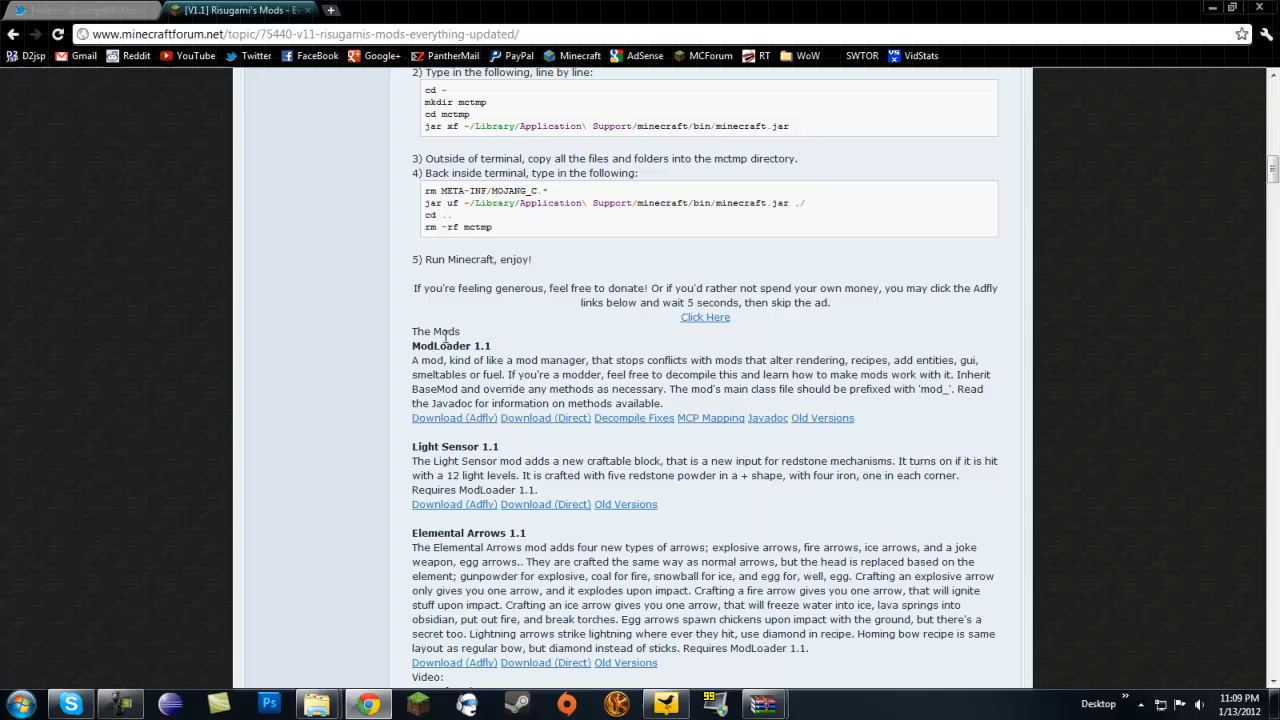 [V1.1] Risugami's Mods - Ev
www.minecraftforum.net/topic/75440-v11-risugamis-mods-everything-updated/
D2jsp Gmail Reddit YouTube Twitter FaceBook Google+ PantherMail PayPal Minecraft AdSense MCForum RT WoW SWTOR VidStats
2) Type in the following, line by line:
cd ~
mkdir mctmp
cd mctmp
jar xf ~/Library/Application\ Support/minecraft/bin/minecraft.jar
3) Outside of terminal, copy all the files and folders into the mctmp directory.
4) Back inside terminal, type in the following:
rm META-INF/MOJANG_C.*
jar uf ~/Library/Application\ Support/minecraft/bin/minecraft.jar ./
cd ..
rm -rf mctmp
5) Run Minecraft, enjoy!
If you're feeling generous, feel free to donate! Or if you'd rather not spend your own money, you may click the Adfly
links below and wait 5 seconds, then skip the ad.
Click Here
The Mods
ModLoader 1.1
A mod, kind of like a mod manager, that stops conflicts with mods that alter rendering, recipes, add entities, gui,
smeltables or fuel. If you're a modder, feel free to decompile this and learn how to make mods work with it. Inherit
BaseMod and override any methods as necessary. The mod's main class file should be prefixed with 'mod_'. Read
the Javadoc for information on methods available.
Download (Adfly) Download (Direct) Decompile Fixes MCP Mapping Javadoc Old Versions
Light Sensor 1.1
The Light Sensor mod adds a new craftable block, that is a new input for redstone mechanisms. It turns on if it is hit
with a 12 light levels. It is crafted with five redstone powder in a + shape, with four iron, one in each corner.
Requires ModLoader 1.1.
Download (Adfly) Download (Direct) Old Versions
Elemental Arrows 1.1
The Elemental Arrows mod adds four new types of arrows; explosive arrows, fire arrows, ice arrows, and a joke
weapon, egg arrows.. They are crafted the same way as normal arrows, but the head is replaced based on the
element; gunpowder for explosive, coal for fire, snowball for ice, and egg for, well, egg. Crafting an explosive arrow
only gives you one arrow, and it explodes upon impact. Crafting a fire arrow gives you one arrow, that will ignite
stuff upon impact. Crafting an ice arrow gives you one arrow, that will freeze water into ice, lava springs into
obsidian, put out fire, and break torches. Egg arrows spawn chickens upon impact with the ground, but there's a
secret too. Lightning arrows strike lightning where ever they hit, use diamond in recipe. Homing bow recipe is same
layout as regular bow, but diamond instead of sticks. Requires ModLoader 1.1.
Download (Adfly) Download (Direct) Old Versions
Video:
Desktop
11:09 PM
1/13/2012